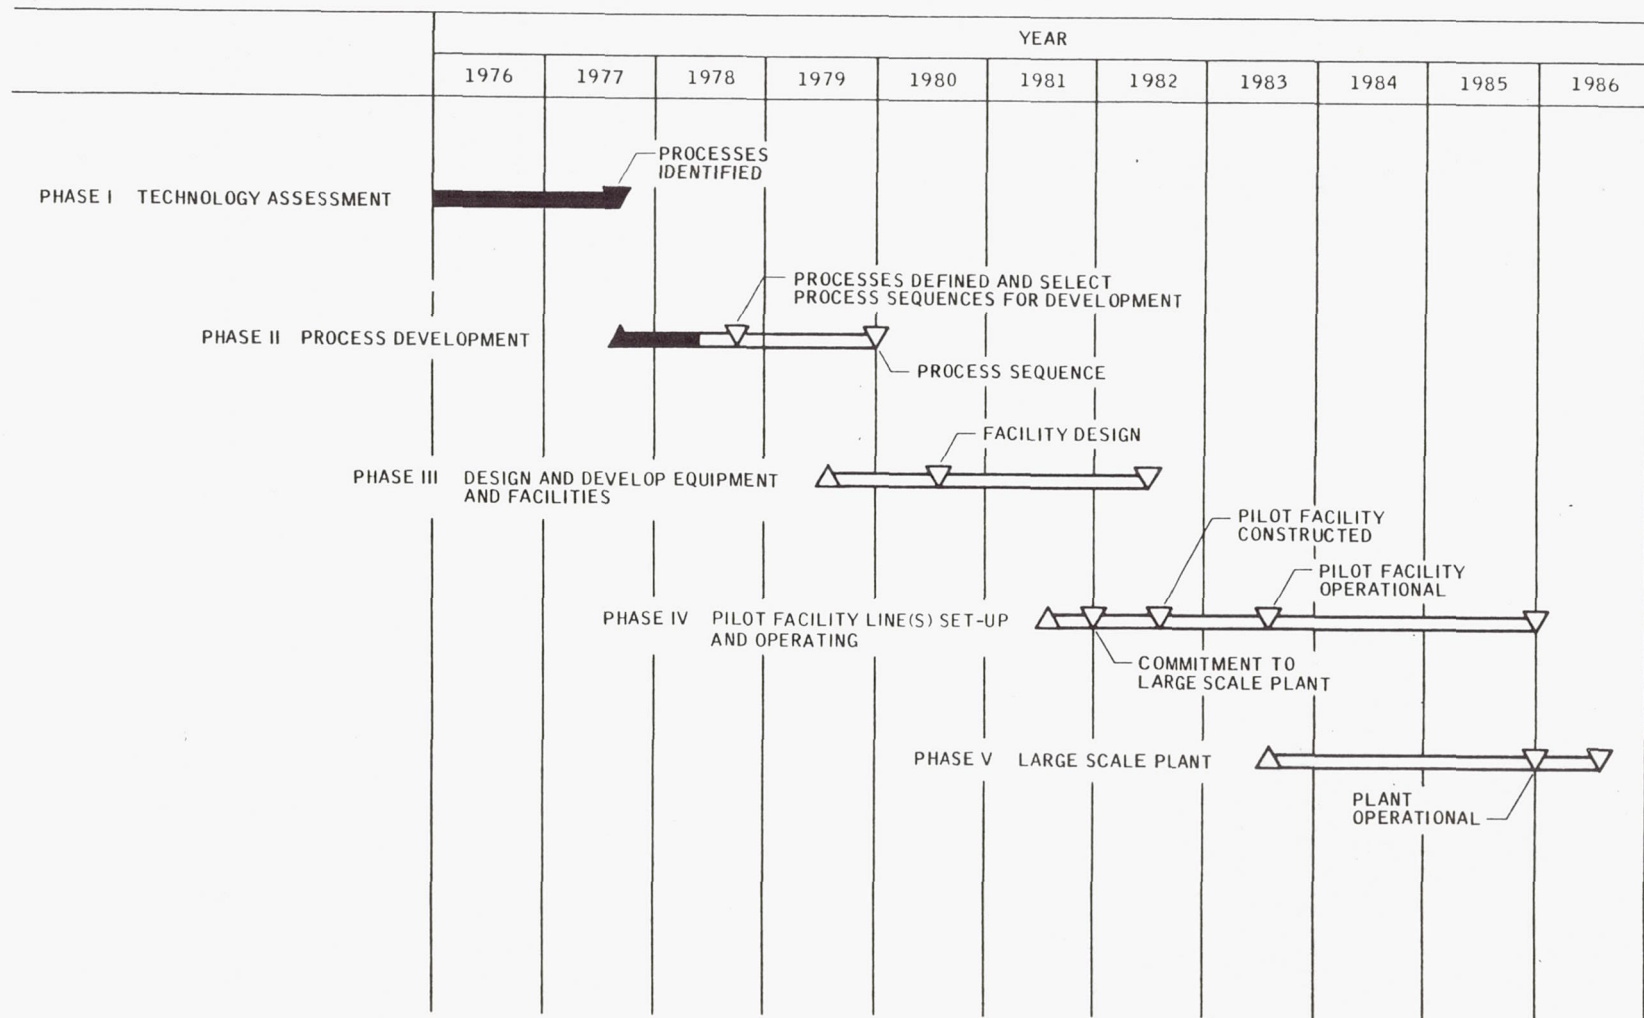 YEAR
1976 1977 1978 1979 1980 1981 1982 1983 1984 1985 1986
PROCESSES
IDENTIFIED
PHASE I TECHNOLOGY ASSESSMENT
PROCESSES DEFINED AND SELECT
PROCESS SEQUENCES FOR DEVELOPMENT
PHASE II PROCESS DEVELOPMENT
PROCESS SEQUENCE
FACILITY DESIGN
PHASE III DESIGN AND DEVELOP EQUIPMENT
AND FACILITIES
PILOT FACILITY
CONSTRUCTED
PILOT FACILITY
OPERATIONAL
PHASE IV PILOT FACILITY LINE(S) SET-UP
AND OPERATING
COMMITMENT TO
LARGE SCALE PLANT
PHASE V LARGE SCALE PLANT
PLANT
OPERATIONAL